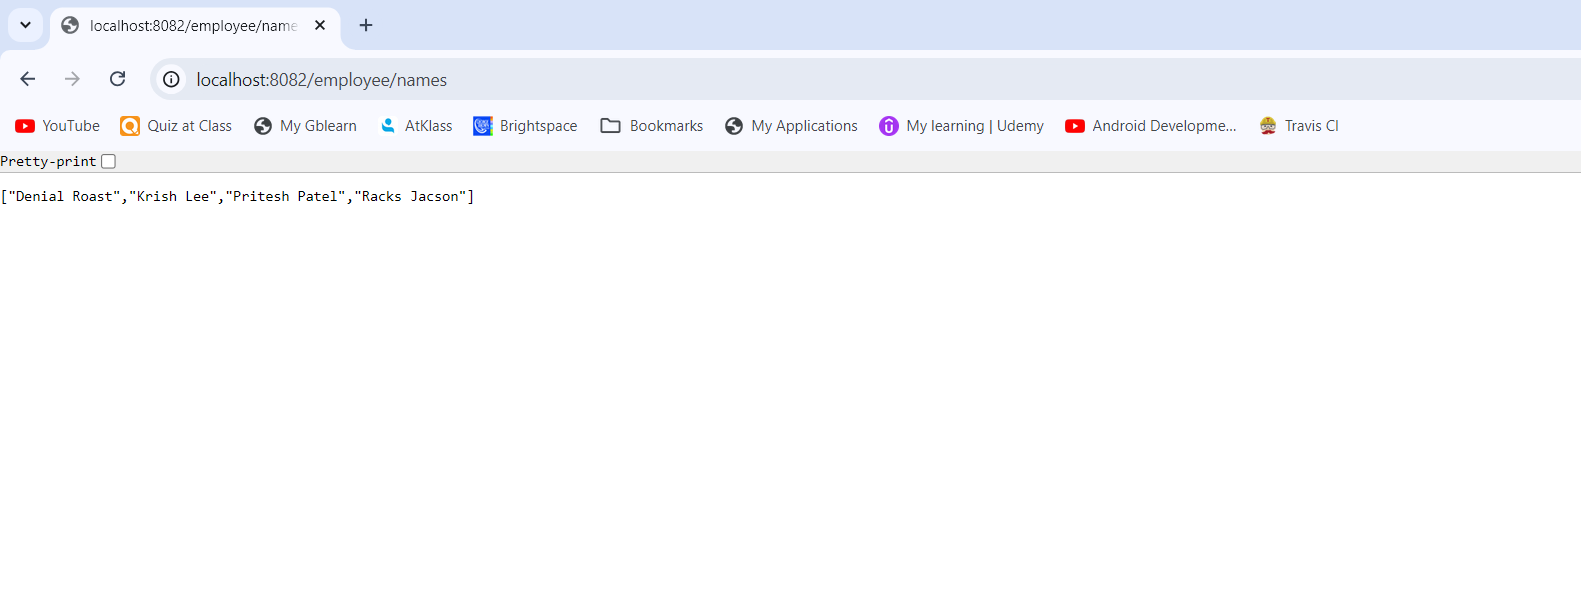 localhost:8082/employee/name
localhost:8082/employee/names
YouTube Quiz at Class My Gblearn AtKlass Brightspace Bookmarks My Applications My learning | Udemy Android Developme... Travis CI
Pretty-print
["Denial Roast","Krish Lee","Pritesh Patel","Racks Jacson"]